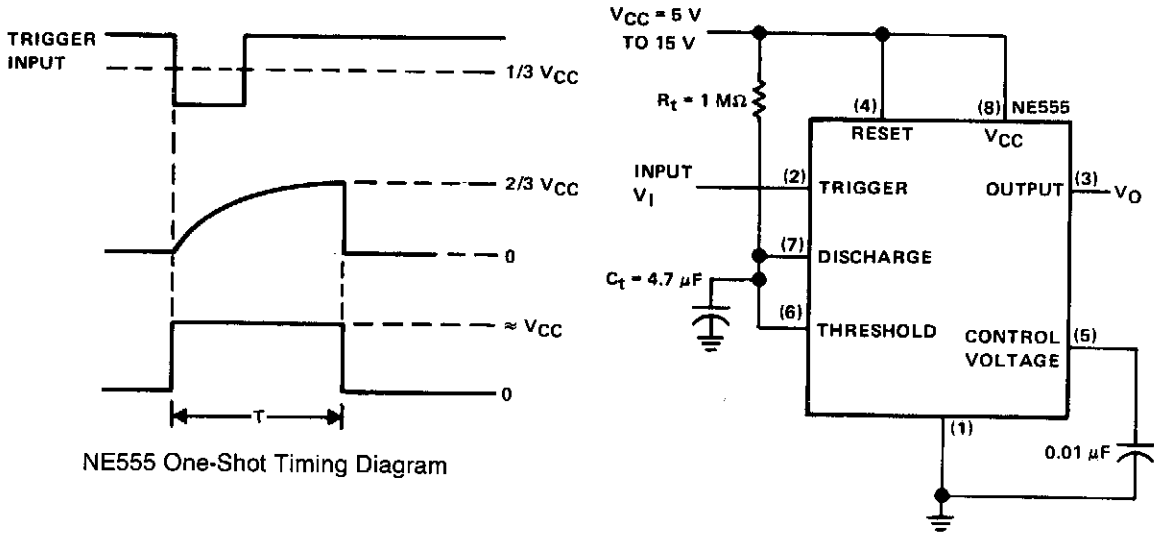 TRIGGER
INPUT
1/3 VCC
2/3 VCC
0
≈ VCC
0
T
NE555 One-Shot Timing Diagram
VCC = 5 V
TO 15 V
Rt = 1 MΩ
(4)
(8) NE555
RESET
VCC
INPUT
VI
(2)
TRIGGER
OUTPUT
(3)
VO
(7)
DISCHARGE
Ct = 4.7 μF
(6)
THRESHOLD
CONTROL
VOLTAGE
(5)
(1)
0.01 μF